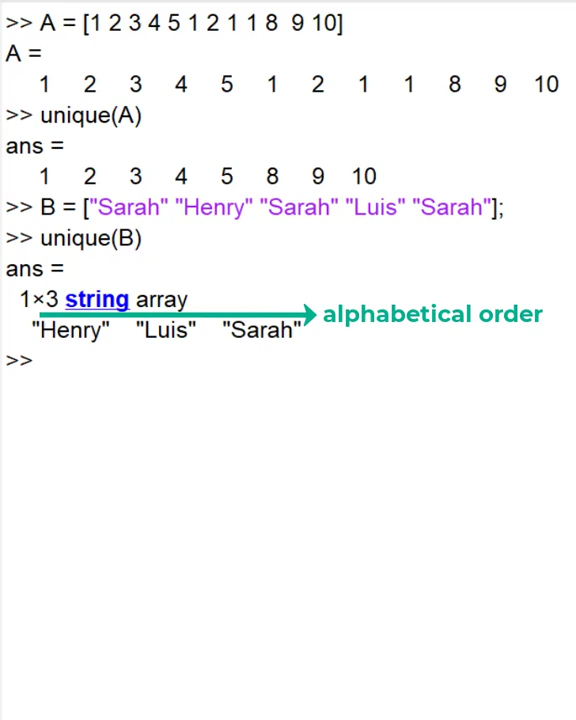 >> A = [1 2 3 4 5 1 2 1 1 8  9 10]
A =
1 2 3 4 5 1 2 1 1 8 9 10
>> unique(A)
ans =
1 2 3 4 5 8 9 10
>> B = ["Sarah" "Henry" "Sarah" "Luis" "Sarah"];
>> unique(B)
ans =
1×3 string array
alphabetical order
"Henry" "Luis" "Sarah"
>>